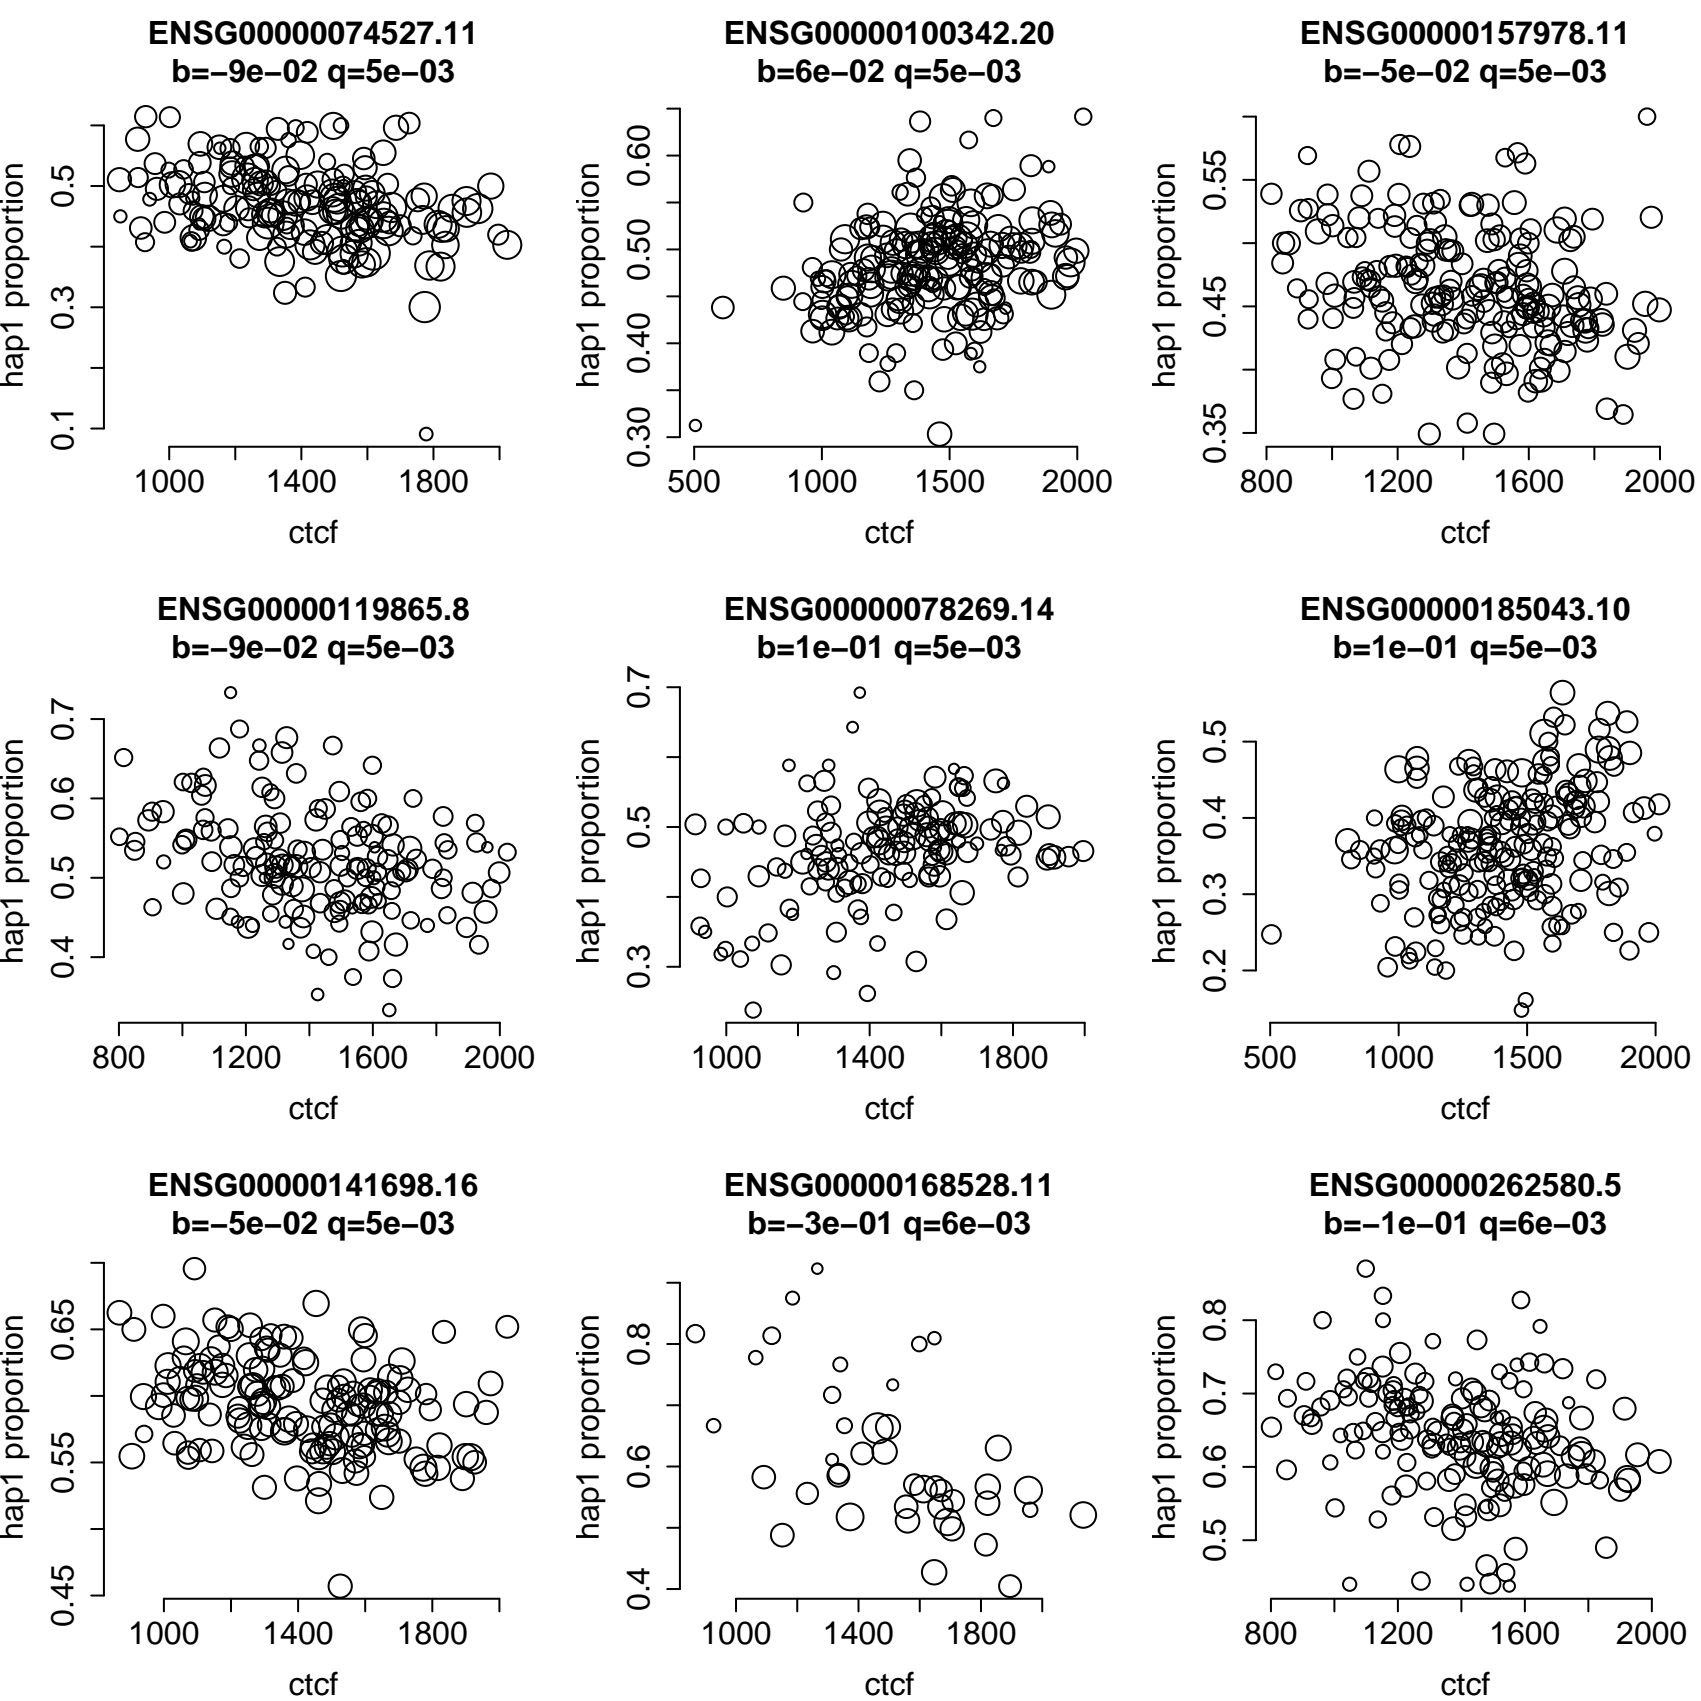 ENSG00000074527.11
b=−9e−02 q=5e−03
hap1 proportion
0.1 0.3 0.5
1000 1400 1800
ctcf
ENSG00000100342.20
b=6e−02 q=5e−03
hap1 proportion
0.30 0.40 0.50 0.60
500 1000 1500 2000
ctcf
ENSG00000157978.11
b=−5e−02 q=5e−03
hap1 proportion
0.35 0.45 0.55
800 1200 1600 2000
ctcf
ENSG00000119865.8
b=−9e−02 q=5e−03
hap1 proportion
0.4 0.5 0.6 0.7
800 1200 1600 2000
ctcf
ENSG00000078269.14
b=1e−01 q=5e−03
hap1 proportion
0.3 0.5 0.7
1000 1400 1800
ctcf
ENSG00000185043.10
b=1e−01 q=5e−03
hap1 proportion
0.2 0.3 0.4 0.5
500 1000 1500 2000
ctcf
ENSG00000141698.16
b=−5e−02 q=5e−03
hap1 proportion
0.45 0.55 0.65
1000 1400 1800
ctcf
ENSG00000168528.11
b=−3e−01 q=6e−03
hap1 proportion
0.4 0.6 0.8
1000 1400 1800
ctcf
ENSG00000262580.5
b=−1e−01 q=6e−03
hap1 proportion
0.5 0.6 0.7 0.8
800 1200 1600 2000
ctcf